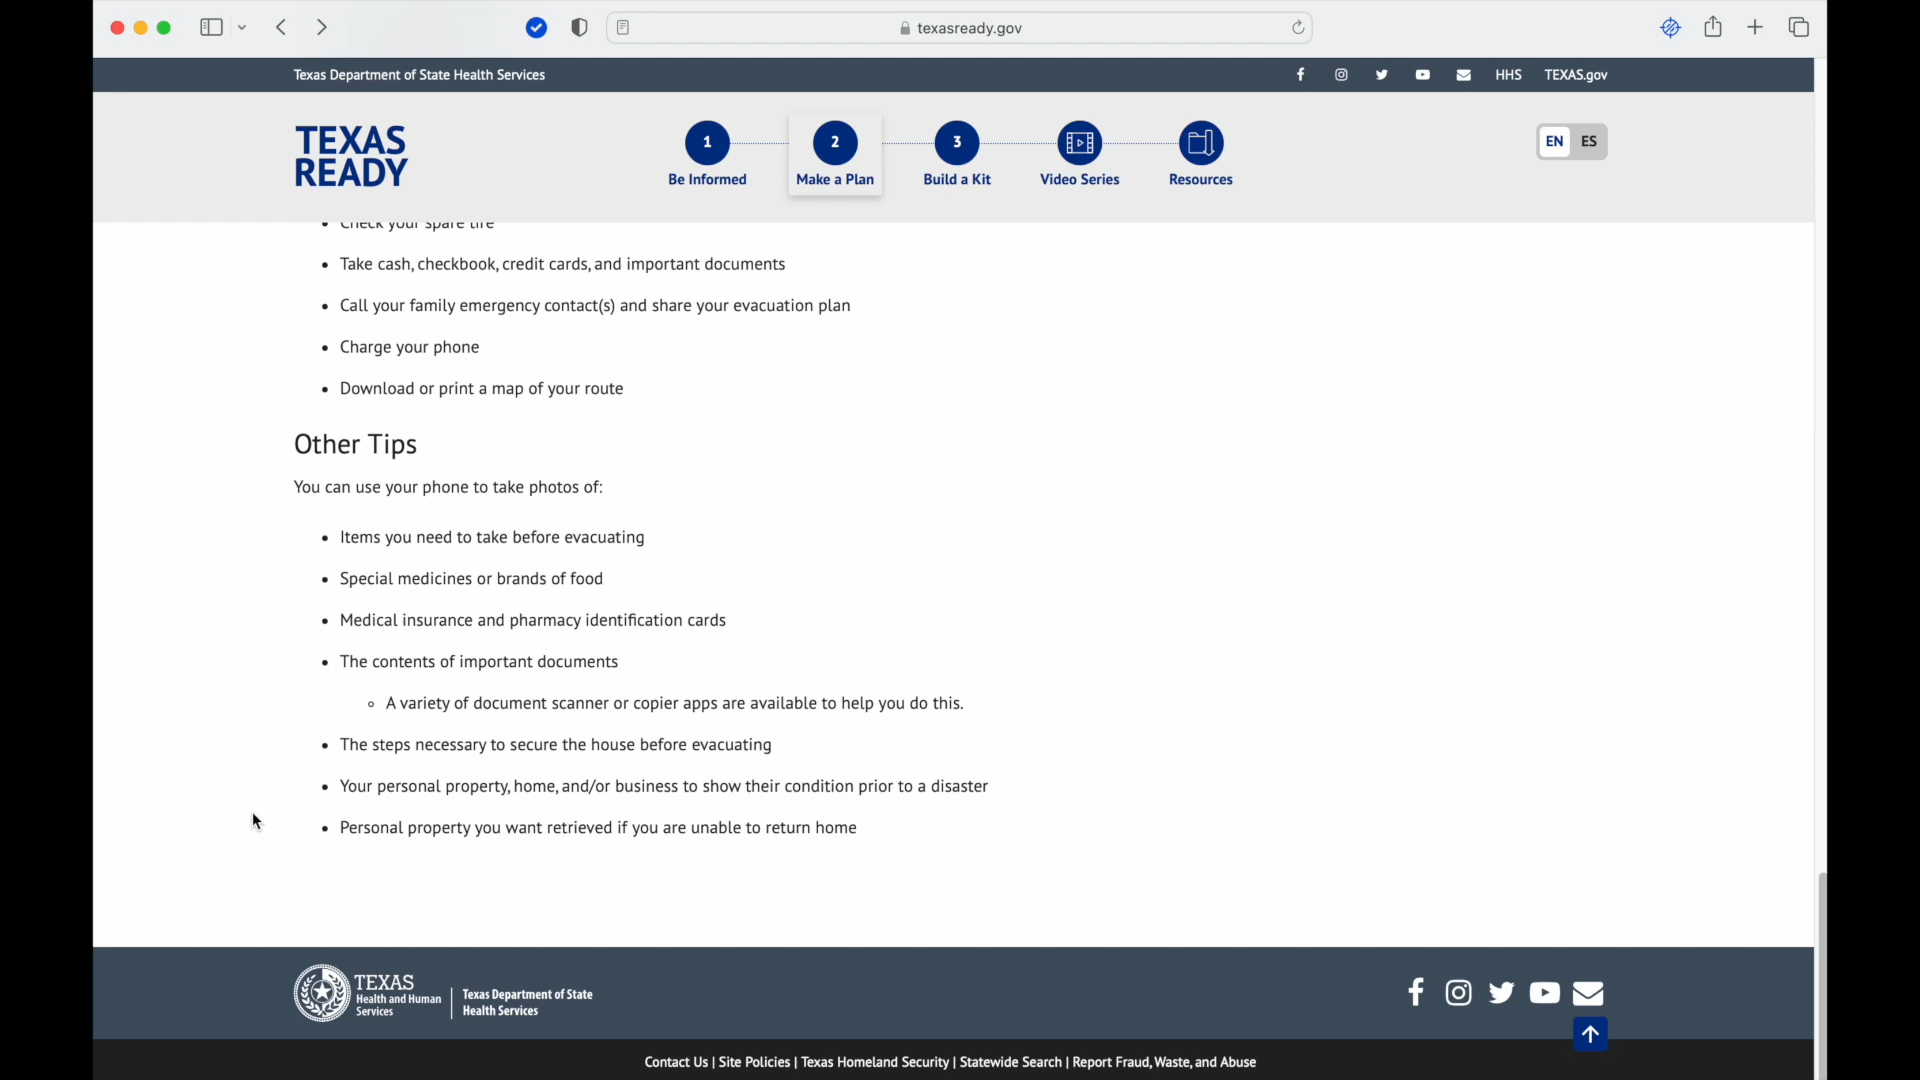 texasready.gov
Texas Department of State Health Services
HHS
TEXAS.gov
TEXAS
READY
1
Be Informed
2
Make a Plan
3
Build a Kit
Video Series
Resources
EN
ES
Check your spare tire
Take cash, checkbook, credit cards, and important documents
Call your family emergency contact(s) and share your evacuation plan
Charge your phone
Download or print a map of your route
Other Tips
You can use your phone to take photos of:
Items you need to take before evacuating
Special medicines or brands of food
Medical insurance and pharmacy identification cards
The contents of important documents
A variety of document scanner or copier apps are available to help you do this.
The steps necessary to secure the house before evacuating
Your personal property, home, and/or business to show their condition prior to a disaster
Personal property you want retrieved if you are unable to return home
TEXAS
Health and Human
Services
Texas Department of State
Health Services
Contact Us | Site Policies | Texas Homeland Security | Statewide Search | Report Fraud, Waste, and Abuse